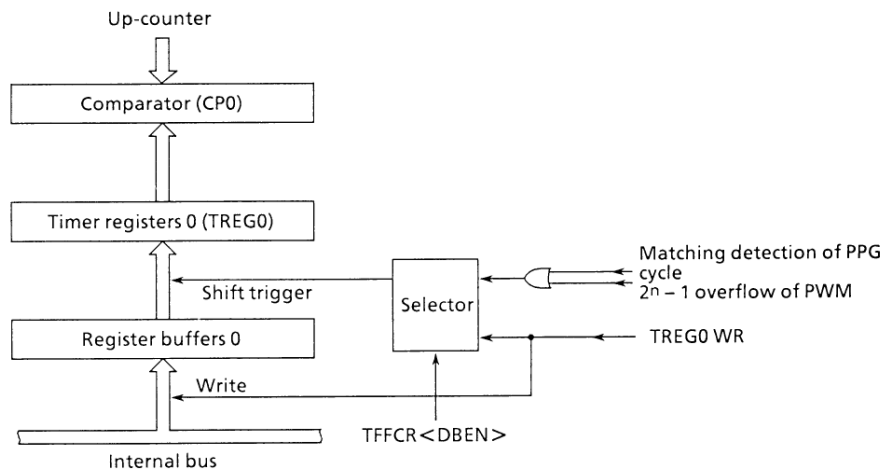 Up-counter
Comparator (CP0)
Timer registers 0 (TREG0)
Matching detection of PPG
cycle
2n – 1 overflow of PWM
Shift trigger
Selector
Register buffers 0
TREG0 WR
Write
TFFCR<DBEN>
Internal bus